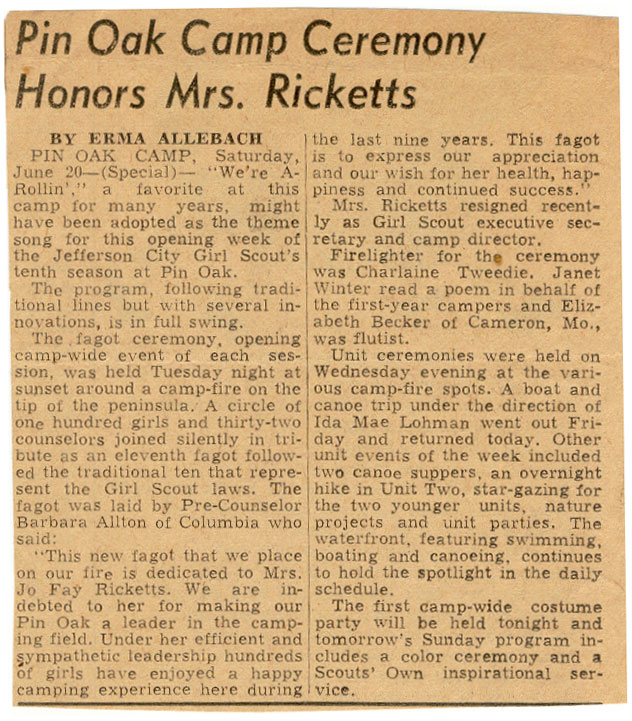 Pin Oak Camp Ceremony
Honors Mrs. Ricketts
BY ERMA ALLEBACH
PIN OAK CAMP, Saturday,
June 20—(Special)— "We're A-
Rollin'," a favorite at this
camp for many years, might
have been adopted as the theme
song for this opening week of
the Jefferson City Girl Scout's
tenth season at Pin Oak.
The program, following tradi-
tional lines but with several in-
novations, is in full swing.
The fagot ceremony, opening
camp-wide event of each ses-
sion, was held Tuesday night at
sunset around a camp-fire on the
tip of the peninsula. A circle of
one hundred girls and thirty-two
counselors joined silently in tri-
bute as an eleventh fagot follow-
ed the traditional ten that repre-
sent the Girl Scout laws. The
fagot was laid by Pre-Counselor
Barbara Allton of Columbia who
said:
"This new fagot that we place
on our fire is dedicated to Mrs.
Jo Fay Ricketts. We are in-
debted to her for making our
Pin Oak a leader in the camp-
ing field. Under her efficient and
sympathetic leadership hundreds
of girls have enjoyed a happy
camping experience here during
the last nine years. This fagot
is to express our appreciation
and our wish for her health, hap-
piness and continued success."
Mrs. Ricketts resigned recent-
ly as Girl Scout executive sec-
retary and camp director.
Firelighter for the ceremony
was Charlaine Tweedie. Janet
Winter read a poem in behalf of
the first-year campers and Eliz-
abeth Becker of Cameron, Mo.,
was flutist.
Unit ceremonies were held on
Wednesday evening at the vari-
ous camp-fire spots. A boat and
canoe trip under the direction of
Ida Mae Lohman went out Fri-
day and returned today. Other
unit events of the week included
two canoe suppers, an overnight
hike in Unit Two, star-gazing for
the two younger units, nature
projects and unit parties. The
waterfront, featuring swimming,
boating and canoeing, continues
to hold the spotlight in the daily
schedule.
The first camp-wide costume
party will be held tonight and
tomorrow's Sunday program in-
cludes a color ceremony and a
Scouts' Own inspirational ser-
vice.